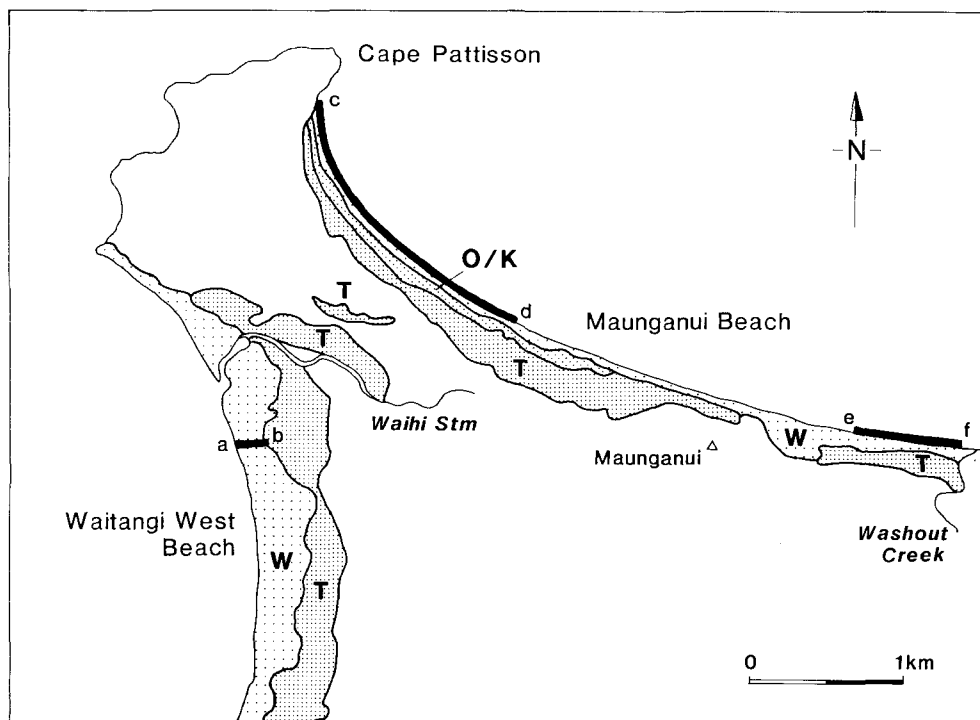 Cape Pattisson
c
N
O/K
T
d
Maunganui Beach
T
T
Waihi Stm
e
f
a
b
W
Maunganui
T
Waitangi West
Beach
Washout
Creek
W
T
0
1km